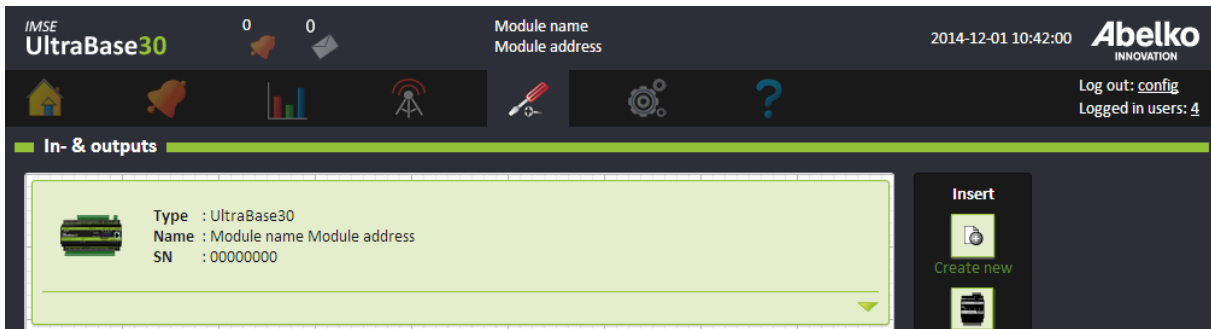 IMSE
UltraBase30
0
0
Module name
Module address
2014-12-01 10:42:00
Abelko
INNOVATION
Log out: config
Logged in users: 4
In- & outputs
Type : UltraBase30
Name : Module name Module address
SN : 00000000
Insert
Create new